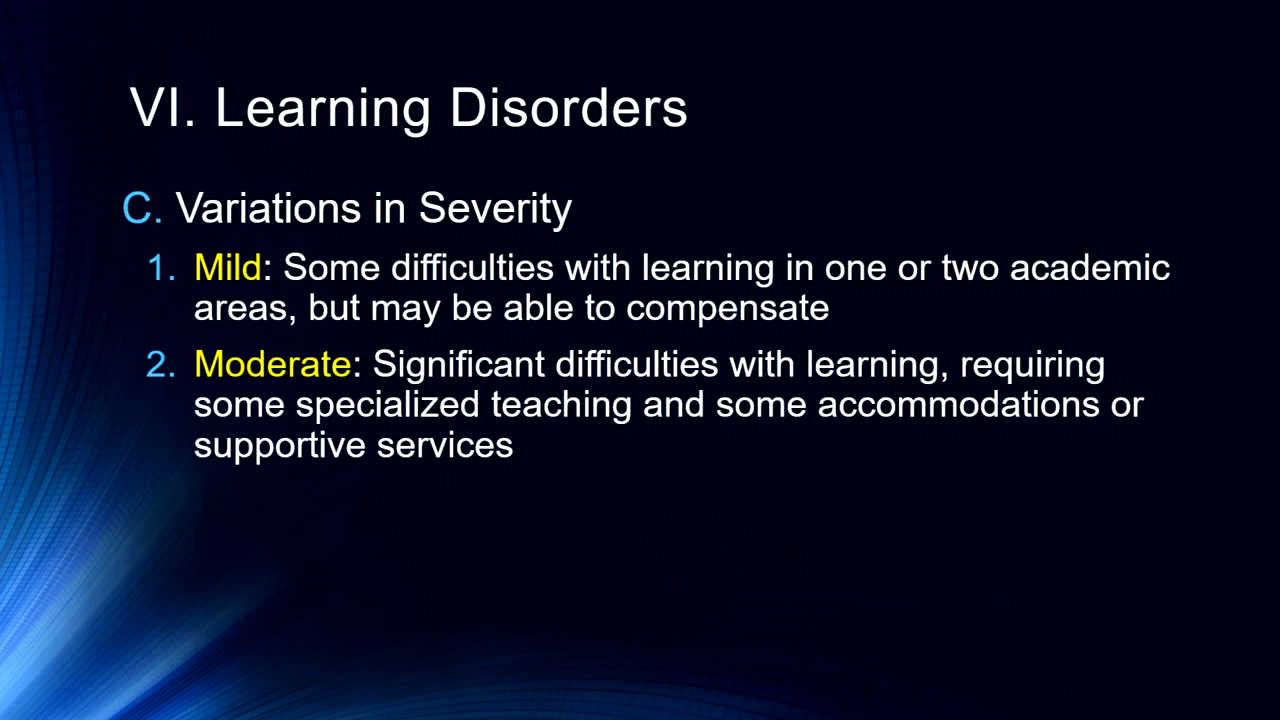 VI. Learning Disorders
C. Variations in Severity
1. Mild: Some difficulties with learning in one or two academic
areas, but may be able to compensate
2. Moderate: Significant difficulties with learning, requiring
some specialized teaching and some accommodations or
supportive services